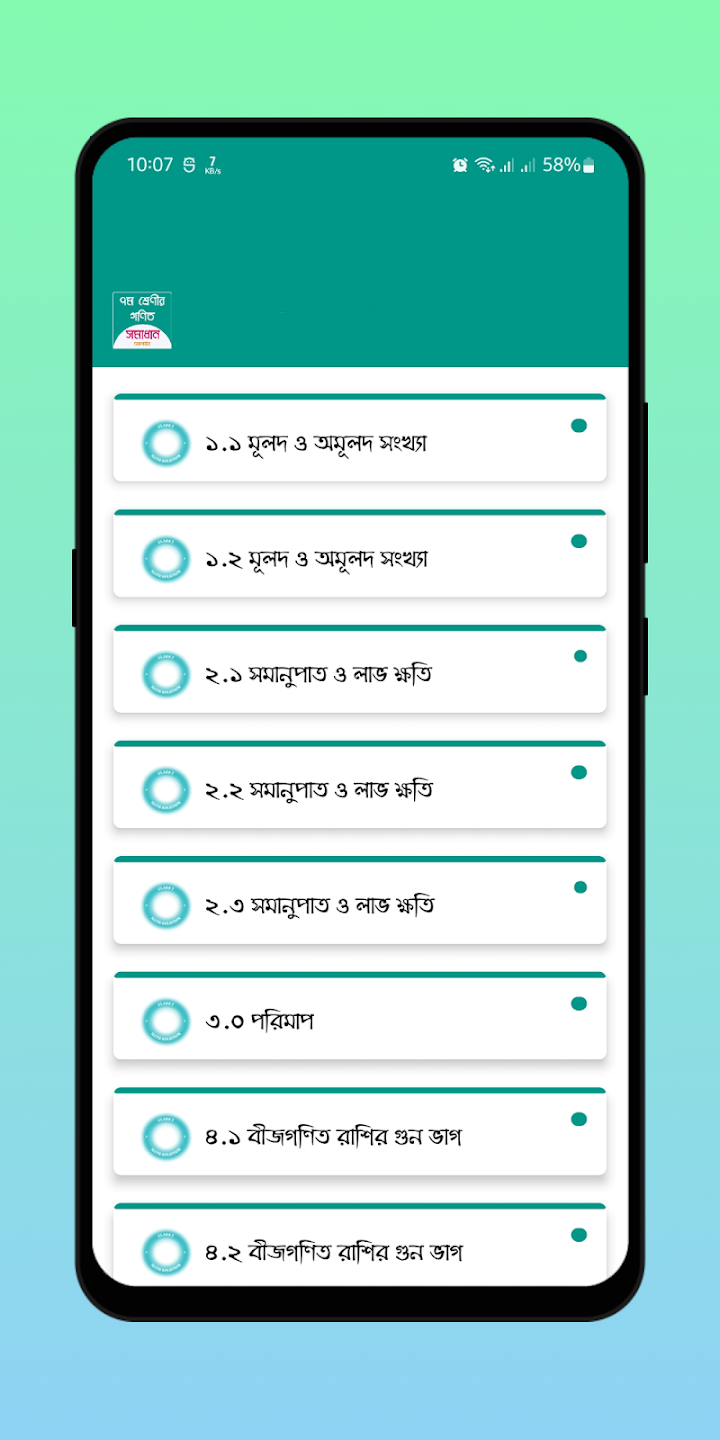 10:07 7 KB/s 58%
৭ম শ্রেণীর
গণিত
সমাধান
১.১ মূলদ ও অমূলদ সংখ্যা
১.২ মূলদ ও অমূলদ সংখ্যা
২.১ সমানুপাত ও লাভ ক্ষতি
২.২ সমানুপাত ও লাভ ক্ষতি
২.৩ সমানুপাত ও লাভ ক্ষতি
৩.০ পরিমাপ
৪.১ বীজগণিত রাশির গুন ভাগ
৪.২ বীজগণিত রাশির গুন ভাগ